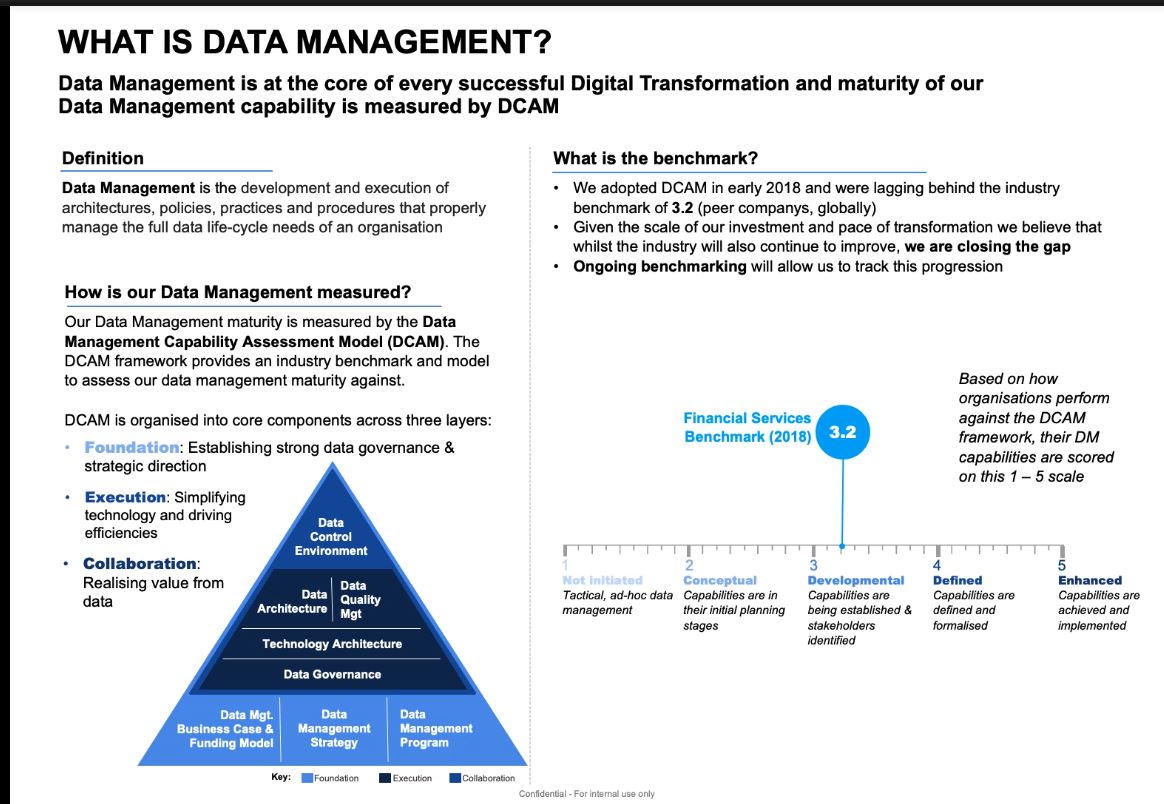 WHAT IS DATA MANAGEMENT?
Data Management is at the core of every successful Digital Transformation and maturity of our
Data Management capability is measured by DCAM
Definition
Data Management is the development and execution of
architectures, policies, practices and procedures that properly
manage the full data life-cycle needs of an organisation
How is our Data Management measured?
Our Data Management maturity is measured by the Data
Management Capability Assessment Model (DCAM). The
DCAM framework provides an industry benchmark and model
to assess our data management maturity against.
DCAM is organised into core components across three layers:
• Foundation: Establishing strong data governance &
strategic direction
• Execution: Simplifying
technology and driving
efficiencies
• Collaboration:
Realising value from
data
Data
Control
Environment
Data
Architecture
Data
Quality
Mgt
Technology Architecture
Data Governance
Data Mgt.
Business Case &
Funding Model
Data
Management
Strategy
Data
Management
Program
Key: Foundation Execution Collaboration
What is the benchmark?
• We adopted DCAM in early 2018 and were lagging behind the industry
benchmark of 3.2 (peer companys, globally)
• Given the scale of our investment and pace of transformation we believe that
whilst the industry will also continue to improve, we are closing the gap
• Ongoing benchmarking will allow us to track this progression
Financial Services
Benchmark (2018)
3.2
Based on how
organisations perform
against the DCAM
framework, their DM
capabilities are scored
on this 1 – 5 scale
1
Not initiated
Tactical, ad-hoc data
management
2
Conceptual
Capabilities are in
their initial planning
stages
3
Developmental
Capabilities are
being established &
stakeholders
identified
4
Defined
Capabilities are
defined and
formalised
5
Enhanced
Capabilities are
achieved and
implemented
Confidential - For internal use only